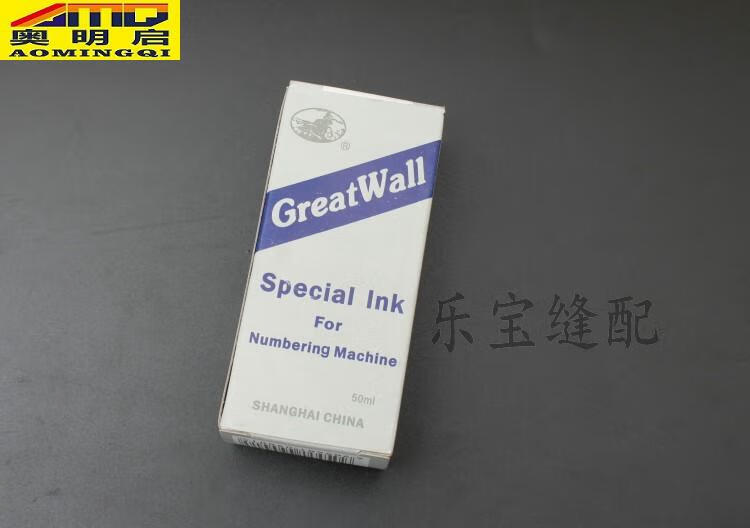 AMQ
奥明启
AOMINGQI
®
GreatWall
Special Ink
For
Numbering Machine
50ml
SHANGHAI CHINA
乐宝缝配